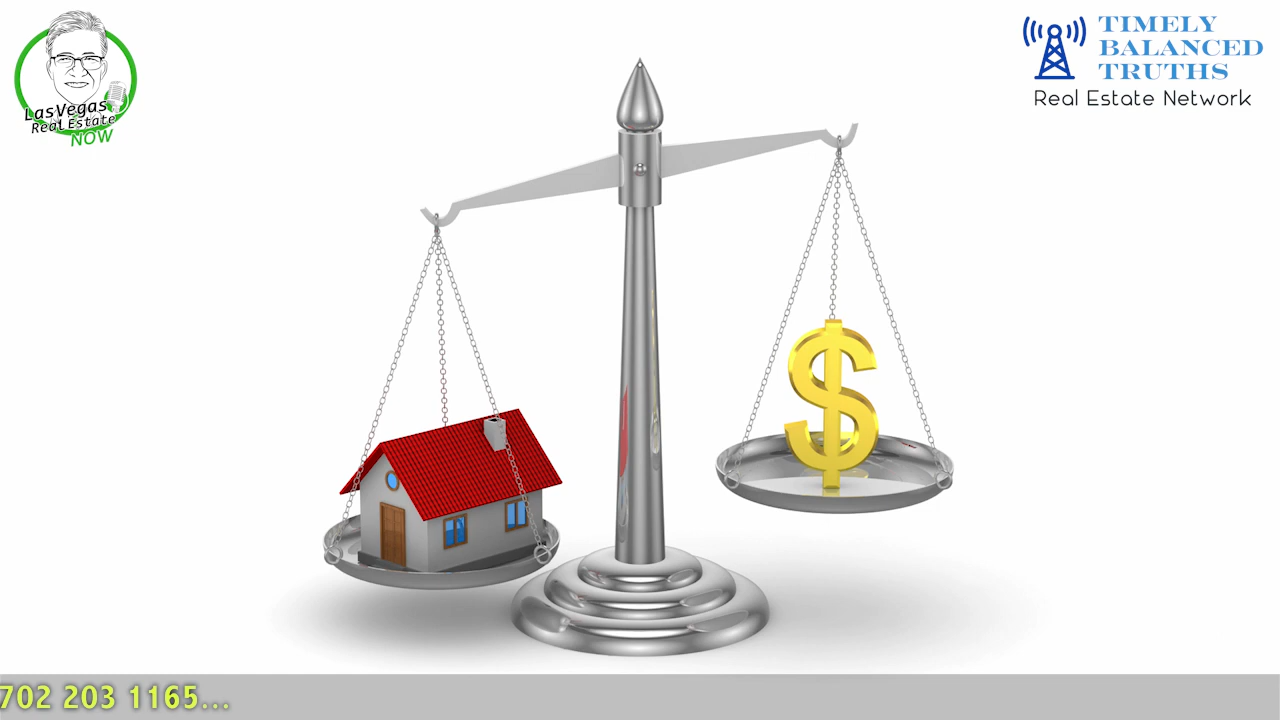 LasVegas
Real Estate
NOW
TIMELY
BALANCED
TRUTHS
Real Estate Network
$
702 203 1165...